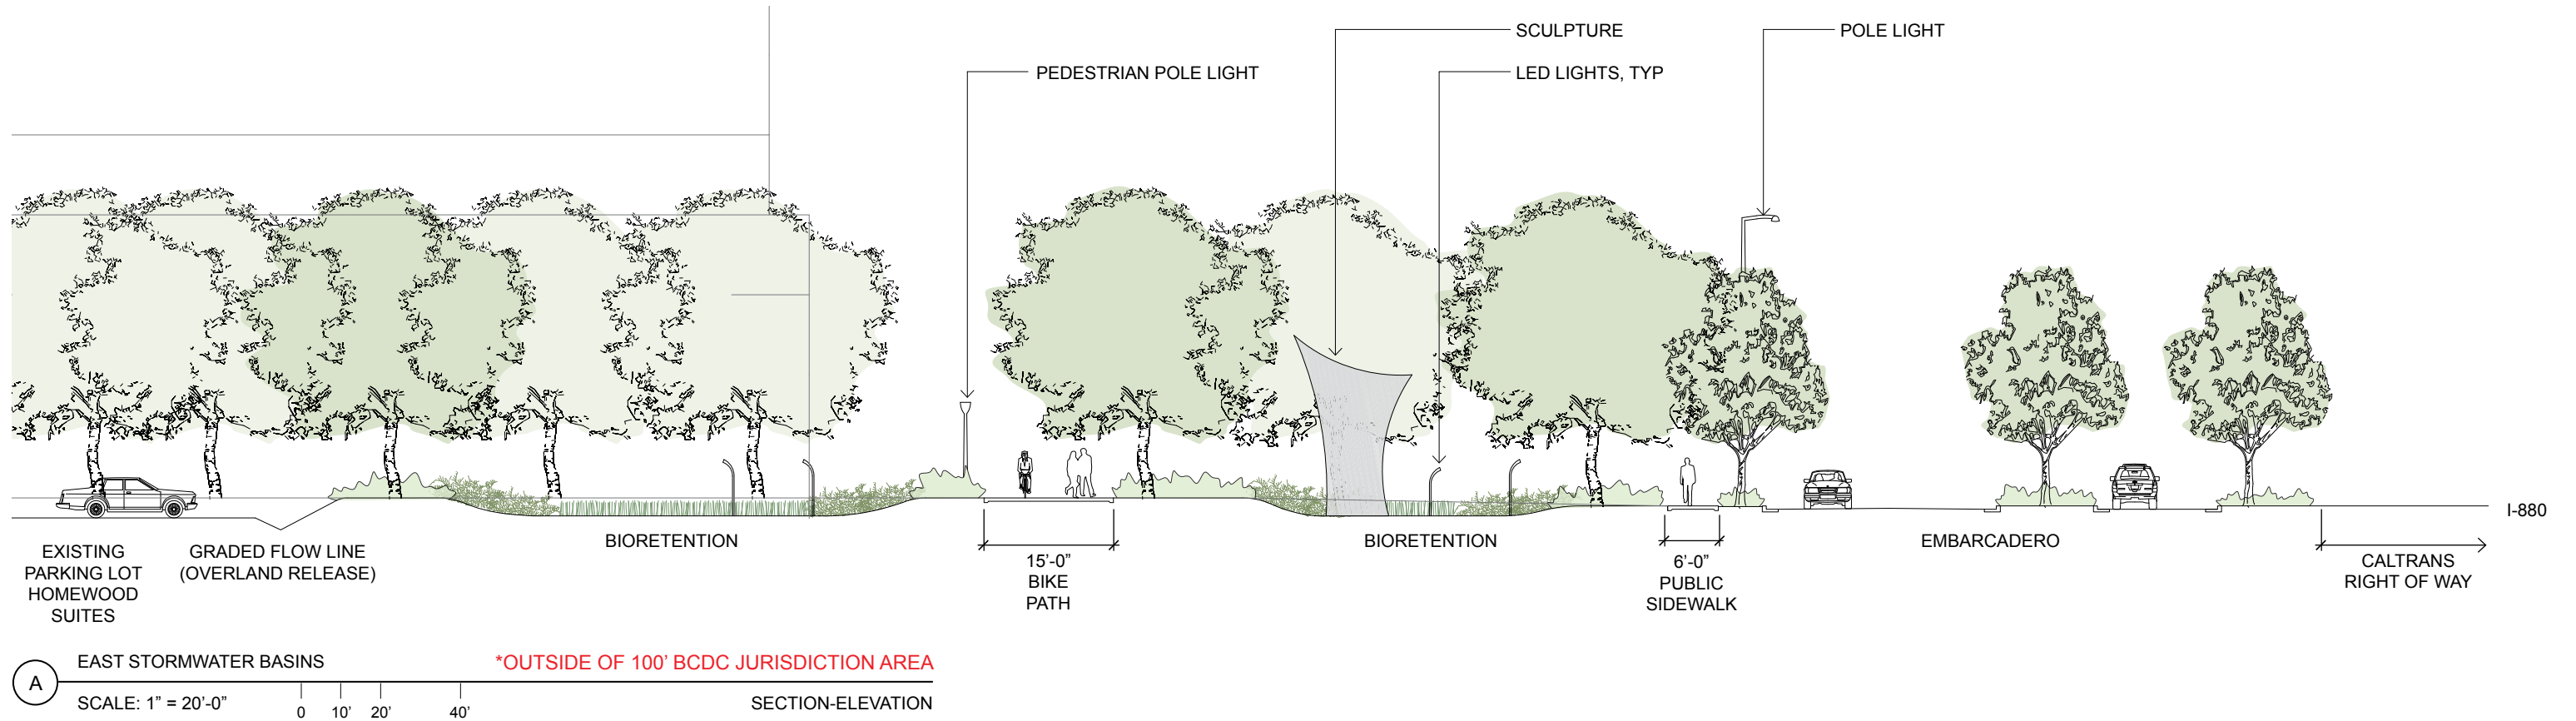 SCULPTURE
POLE LIGHT
PEDESTRIAN POLE LIGHT
LED LIGHTS, TYP
I-880
EXISTING
PARKING LOT
HOMEWOOD
SUITES
GRADED FLOW LINE
(OVERLAND RELEASE)
BIORETENTION
15’-0”
BIKE
PATH
BIORETENTION
6’-0”
PUBLIC
SIDEWALK
EMBARCADERO
CALTRANS
RIGHT OF WAY
A
EAST STORMWATER BASINS
*OUTSIDE OF 100’ BCDC JURISDICTION AREA
SCALE: 1” = 20’-0”
0 10’ 20’ 40’
SECTION-ELEVATION